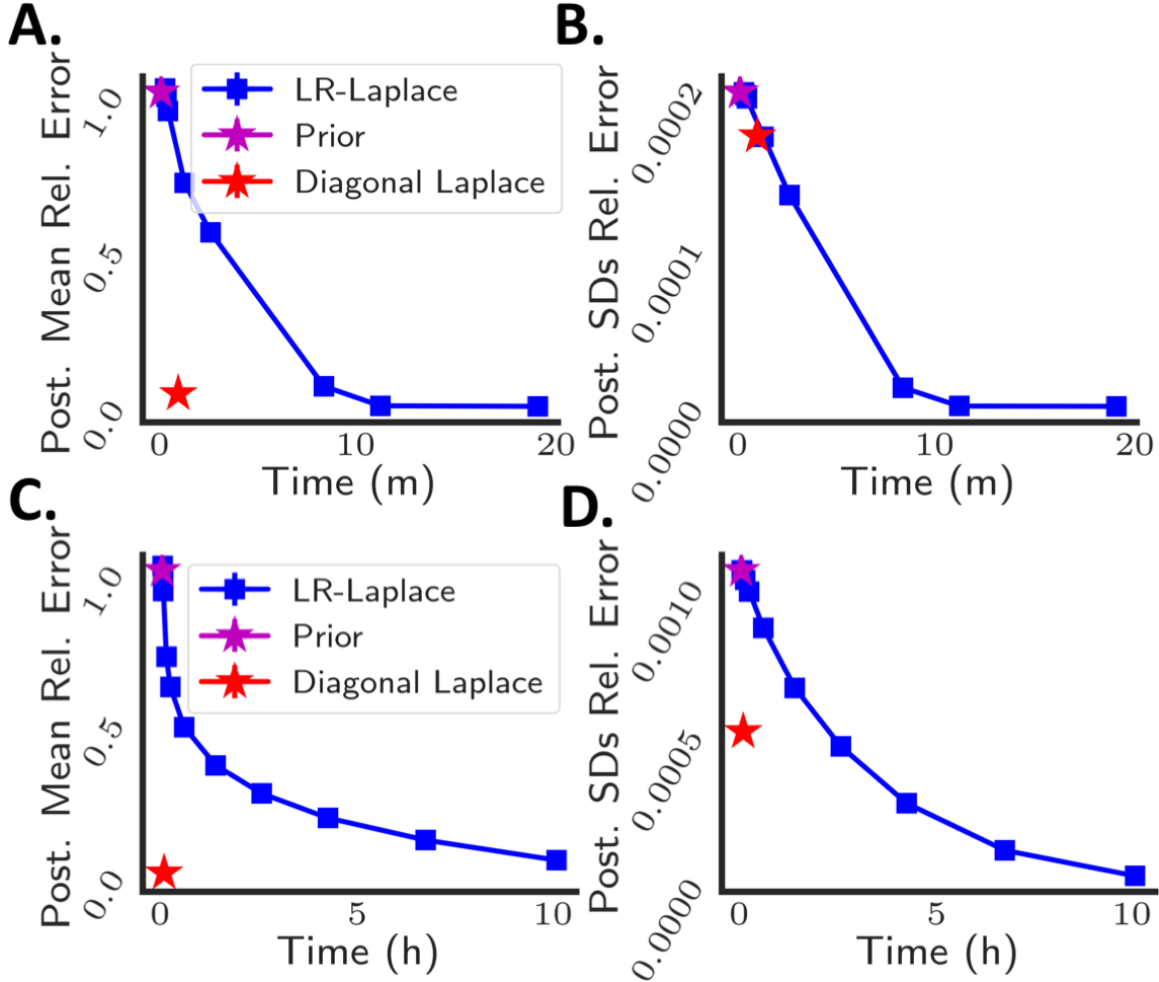 A.
Post. Mean Rel. Error
1.0
0.5
0.0
LR-Laplace
Prior
Diagonal Laplace
0 10 20
Time (m)
B.
Post. SDs Rel. Error
0.0002
0.0001
0.0000
0 10 20
Time (m)
C.
Post. Mean Rel. Error
1.0
0.5
0.0
LR-Laplace
Prior
Diagonal Laplace
0 5 10
Time (h)
D.
Post. SDs Rel. Error
0.0010
0.0005
0.0000
0 5 10
Time (h)